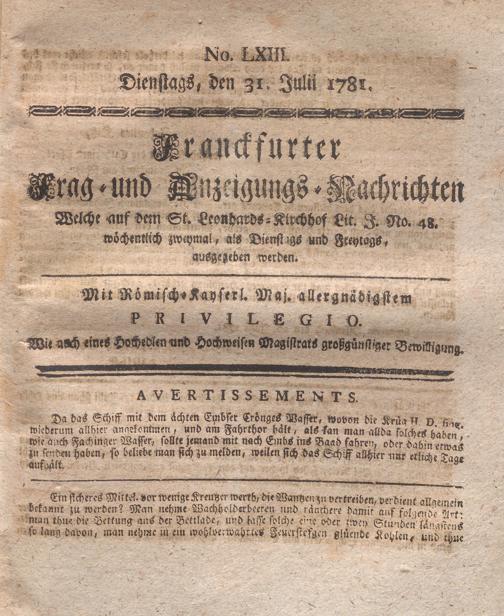 No. LXIII.
Dienstags, den 31. Julii 1781.
Franckfurter
Frag-und Anzeigungs-Nachrichten
Welche auf dem St. Leonhards-Kirchhof Lit. J. No. 48.
wöchentlich zweymal, als Dienstags und Freytags,
ausgegeben werden.
Mit Römisch-Kayserl. Maj. allergnädigstem
PRIVILEGIO.
Wie auch eines Hochedlen und Hochweisen Magistrats großgünstiger Bewilligung.
AVERTISSEMENTS.
Da das Schiff mit dem ächten Embser Crönges Wasser, wovon die
wiederum allhier angekommen, und am Fahrthor hält, als kan man allda solches haben,
wie auch Fachinger Wasser, sollt jemand mit nach Embs ins Baad fahren, oder dahin etwas
zu senden haben, so beliebe man sich zu melden, weilen sich das Schiff allhier nur etliche Tage
aufhält.
Ein sicheres Mittel, vor wenige Kreutzer werth, die Wantzen zu vertreiben, verdient allgemein
bekannt zu werden? Man nehme Wachholderbeeren und räuchere damit auf folgende Art:
man thue die Bettung aus der Bettlade, und lasse solche eine oder zwey Stunden längstens
so lang davon, man nehme in ein wohlverwahrtes Feuerstefgen glüende Kohlen, und thue